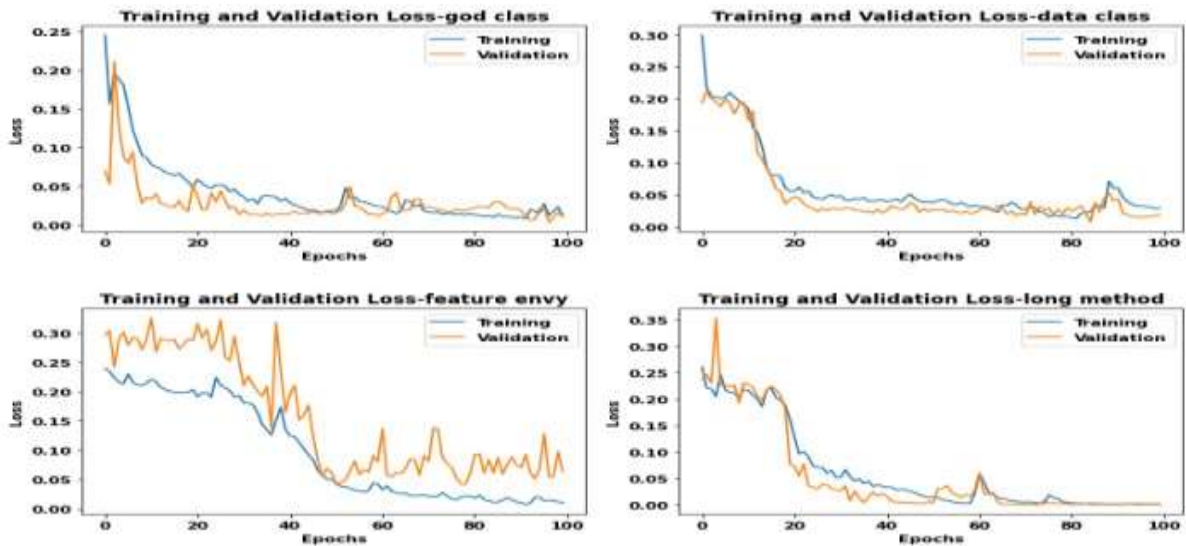 Training and Validation Loss-god class
0.25
0.20
0.15
0.10
0.05
0.00
Loss
Training
Validation
0
20
40
60
80
100
Epochs
Training and Validation Loss-data class
0.30
0.25
0.20
0.15
0.10
0.05
0.00
Loss
Training
Validation
0
20
40
60
80
100
Epochs
Training and Validation Loss-feature envy
0.30
0.25
0.20
0.15
0.10
0.05
0.00
Loss
Training
Validation
0
20
40
60
80
100
Epochs
Training and Validation Loss-long method
0.35
0.30
0.25
0.20
0.15
0.10
0.05
0.00
Loss
Training
Validation
0
20
40
60
80
100
Epochs